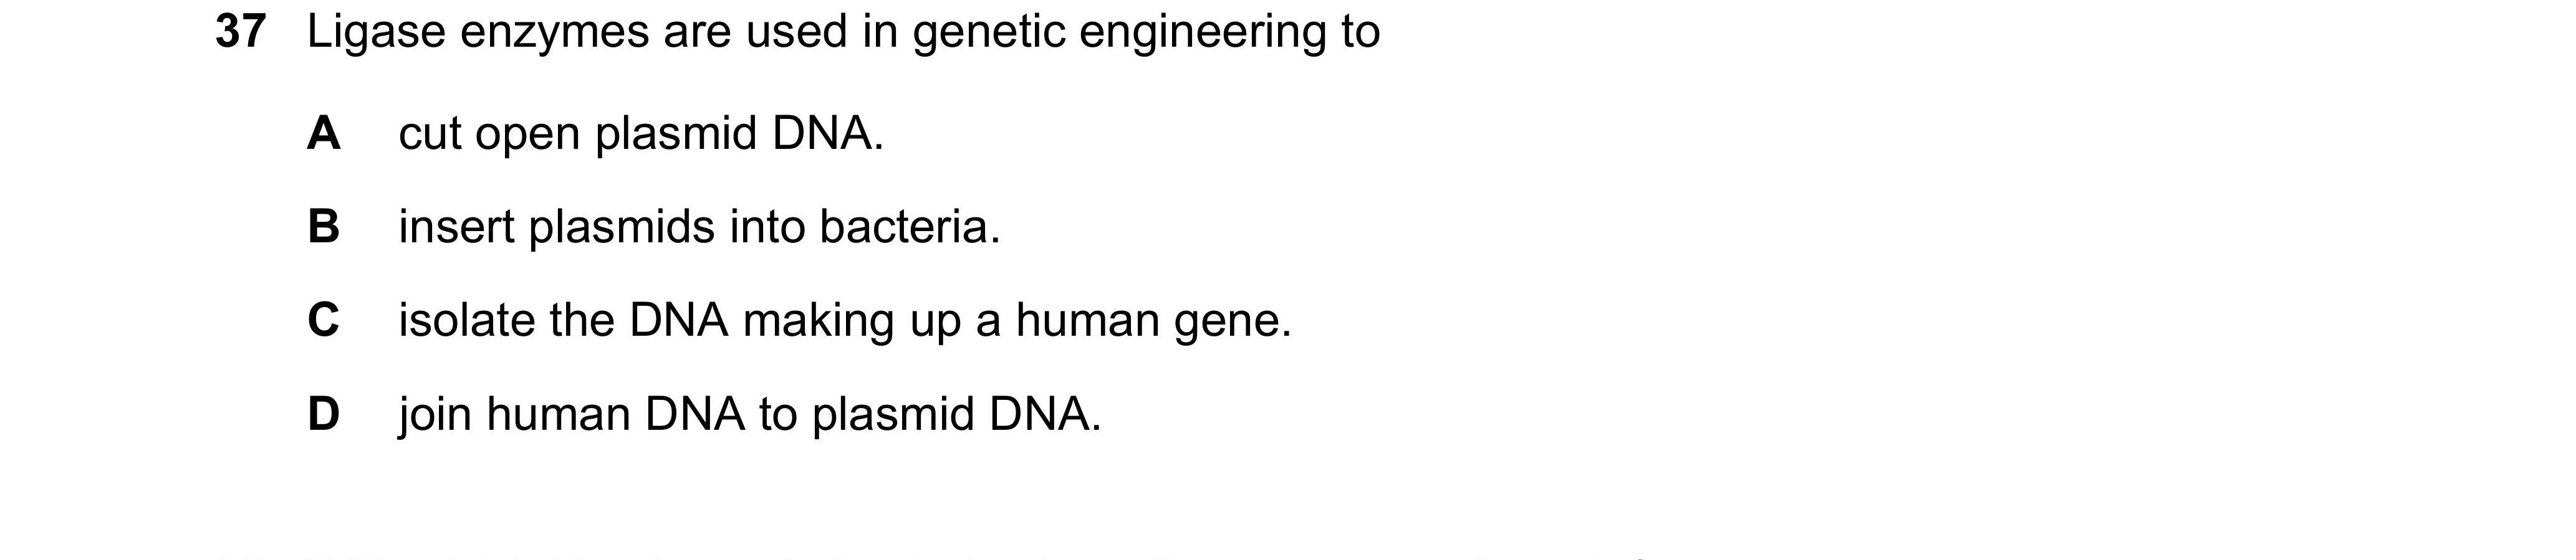 37 Ligase enzymes are used in genetic engineering to
A cut open plasmid DNA.
B insert plasmids into bacteria.
C isolate the DNA making up a human gene.
D join human DNA to plasmid DNA.